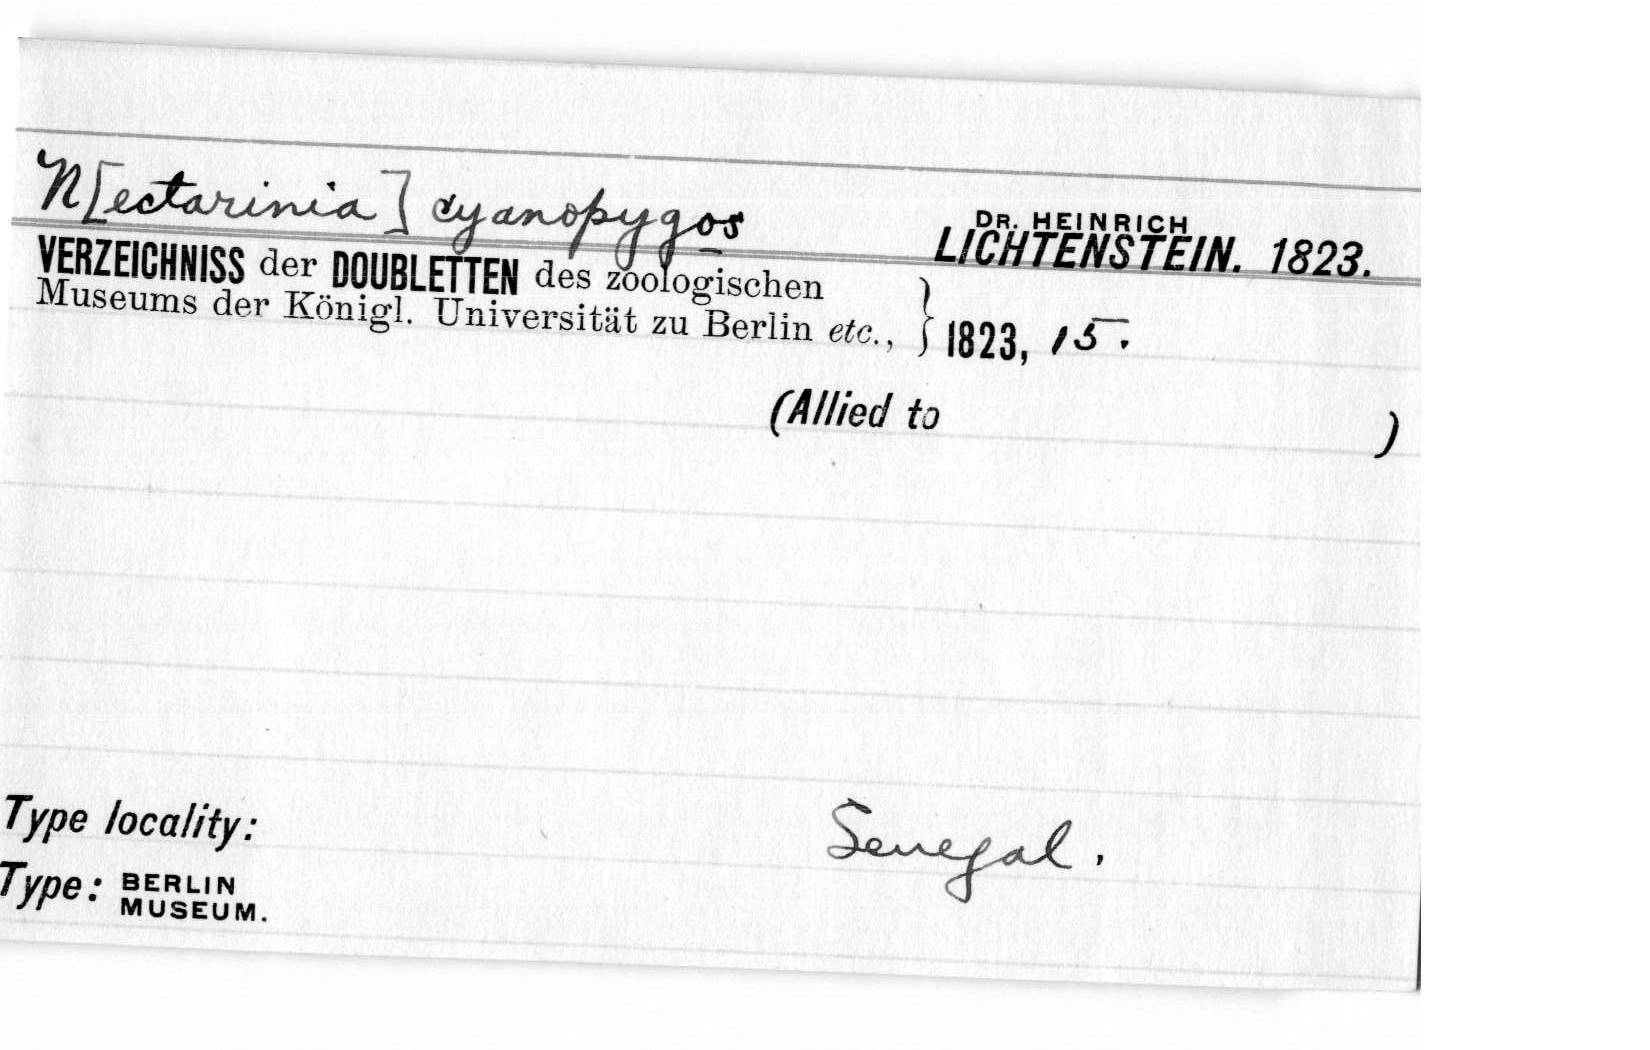 N[ectarinia] cyanopygos
DR. HEINRICH
LICHTENSTEIN. 1823.
VERZEICHNISS der DOUBLETTEN des zoologischen
Museums der Königl. Universität zu Berlin etc., } 1823, 15.
(Allied to )
Type locality: Senegal.
Type: BERLIN
MUSEUM.